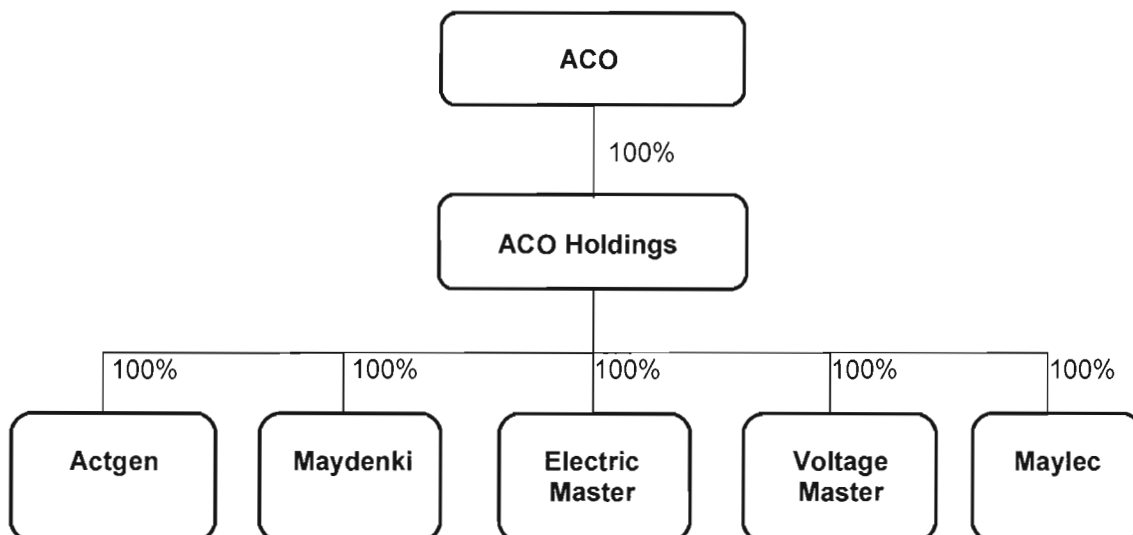 ACO
100%
ACO Holdings
100% 100% 100% 100% 100%
Actgen Maydenki Electric Voltage Maylec
Master Master